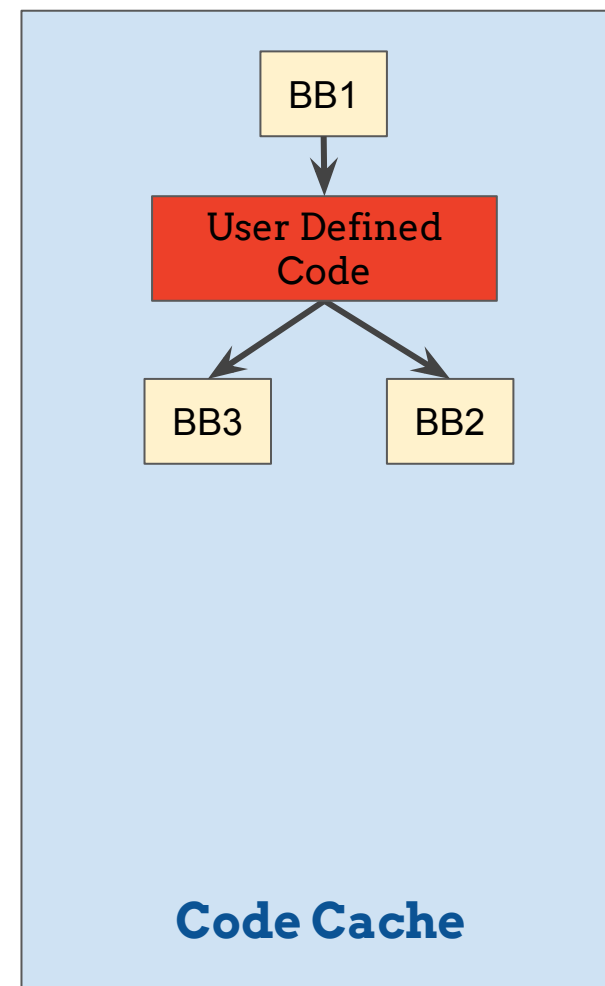 BB1
User Defined
Code
BB3
BB2
Code Cache